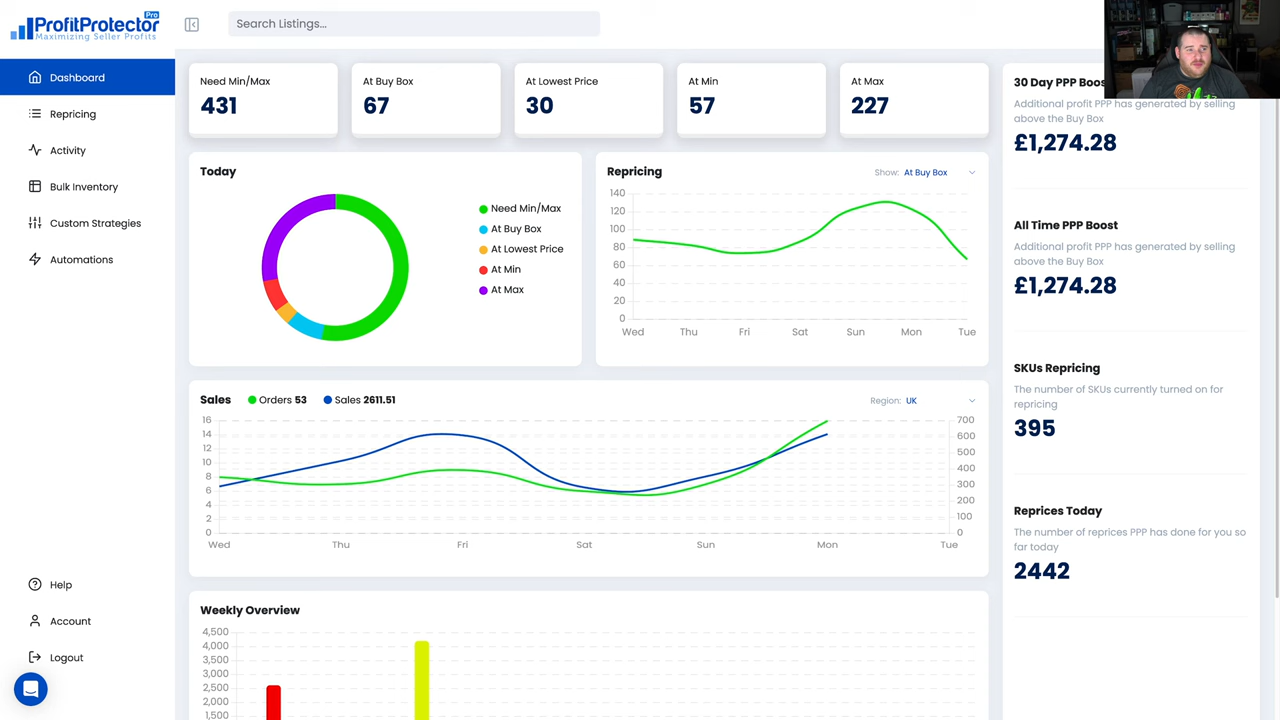 ProfitProtector Pro
Maximizing Seller Profits
Search Listings...
Dashboard
Repricing
Activity
Bulk Inventory
Custom Strategies
Automations
Help
Account
Logout
Need Min/Max
431
At Buy Box
67
At Lowest Price
30
At Min
57
At Max
227
Today
Need Min/Max
At Buy Box
At Lowest Price
At Min
At Max
Repricing
Show: At Buy Box
140
120
100
80
60
40
20
0
Wed Thu Fri Sat Sun Mon Tue
Sales Orders 53 Sales 2611.51
Region: UK
16 700
14 600
12 500
10 400
8 300
6 200
4 100
2 0
0
Wed Thu Fri Sat Sun Mon Tue
Weekly Overview
4,500
4,000
3,500
3,000
2,500
2,000
1,500
30 Day PPP Boos
Additional profit PPP has generated by selling
above the Buy Box
£1,274.28
All Time PPP Boost
Additional profit PPP has generated by selling
above the Buy Box
£1,274.28
SKUs Repricing
The number of SKUs currently turned on for
repricing
395
Reprices Today
The number of reprices PPP has done for you so
far today
2442